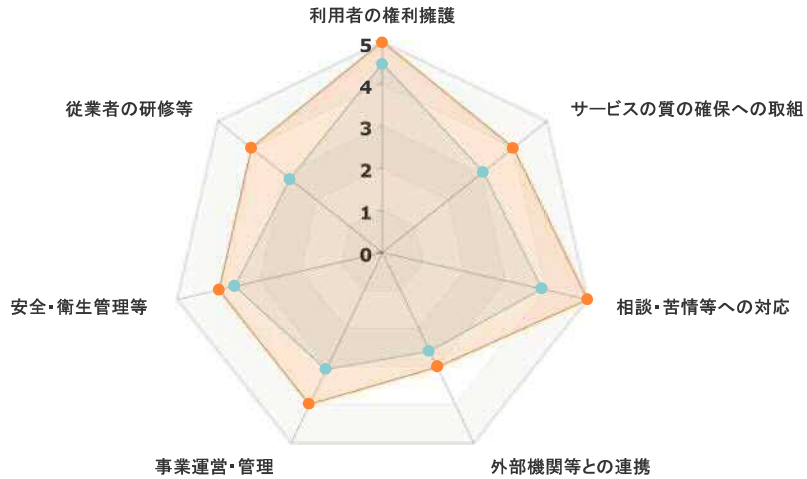 利用者の権利擁護
5
4
3
2
1
0
従業者の研修等
サービスの質の確保への取組
安全・衛生管理等
相談・苦情等への対応
事業運営・管理
外部機関等との連携